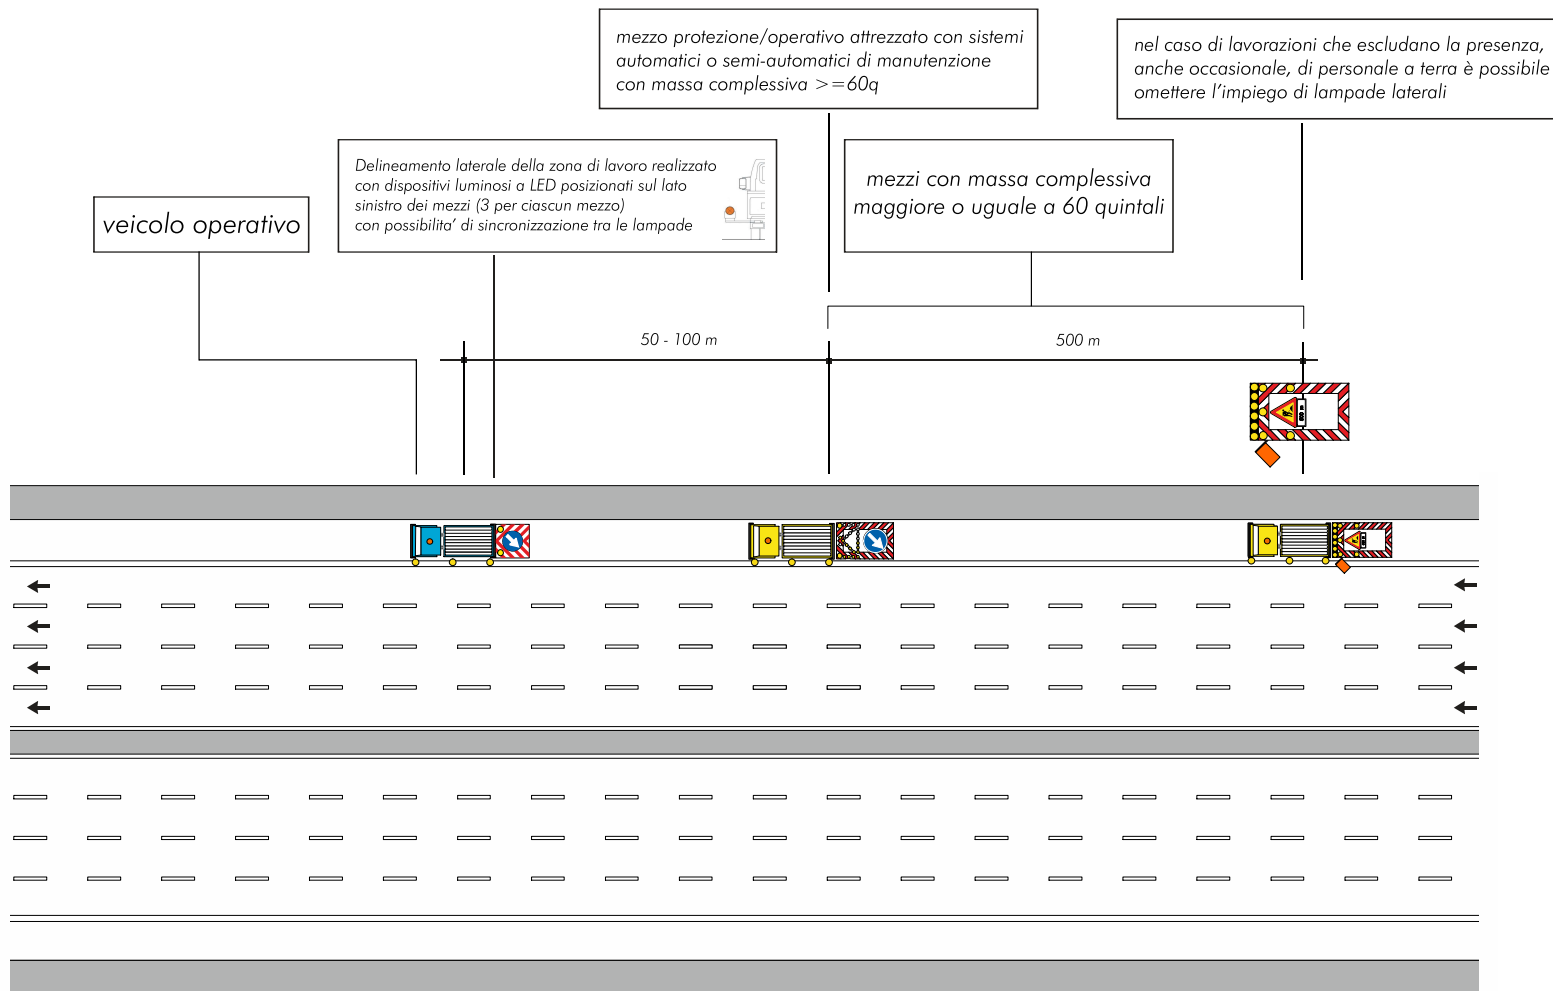 mezzo protezione/operativo attrezzato con sistemi
automatici o semi-automatici di manutenzione
con massa complessiva >=60q
nel caso di lavorazioni che escludano la presenza,
anche occasionale, di personale a terra è possibile
omettere l'impiego di lampade laterali
Delineamento laterale della zona di lavoro realizzato
con dispositivi luminosi a LED posizionati sul lato
sinistro dei mezzi (3 per ciascun mezzo)
con possibilita' di sincronizzazione tra le lampade
mezzi con massa complessiva
maggiore o uguale a 60 quintali
veicolo operativo
50 - 100 m
500 m